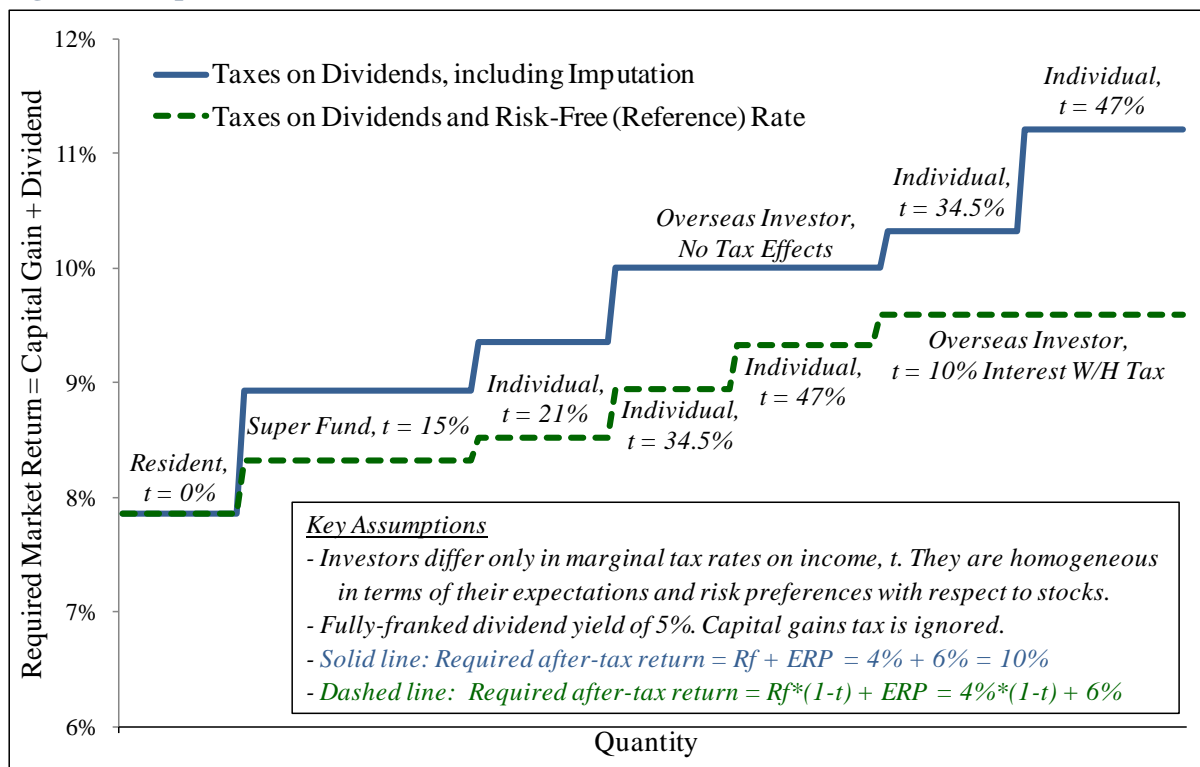 12%
11%
10%
9%
8%
7%
6%
Required Market Return = Capital Gain + Dividend
Taxes on Dividends, including Imputation
Taxes on Dividends and Risk-Free (Reference) Rate
Individual,
t = 47%
Individual,
t = 34.5%
Overseas Investor,
No Tax Effects
Overseas Investor,
t = 10% Interest W/H Tax
Individual,
t = 47%
Individual,
t = 34.5%
Individual,
t = 21%
Super Fund, t = 15%
Resident,
t = 0%
Key Assumptions
- Investors differ only in marginal tax rates on income, t. They are homogeneous
in terms of their expectations and risk preferences with respect to stocks.
- Fully-franked dividend yield of 5%. Capital gains tax is ignored.
- Solid line: Required after-tax return = Rf + ERP = 4% + 6% = 10%
- Dashed line: Required after-tax return = Rf*(1-t) + ERP = 4%*(1-t) + 6%
Quantity